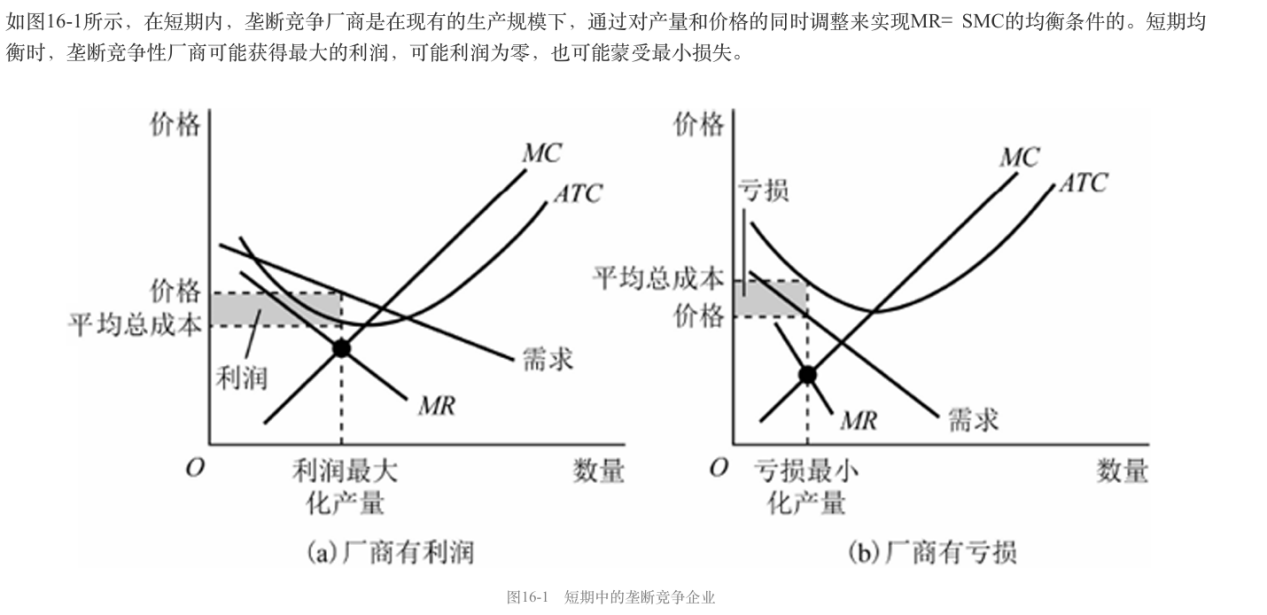 如图16-1所示，在短期内，垄断竞争厂商是在现有的生产规模下，通过对产量和价格的同时调整来实现MR= SMC的均衡条件的。短期均
衡时，垄断竞争性厂商可能获得最大的利润，可能利润为零，也可能蒙受最小损失。
价格
MC
ATC
价格
平均总成本
利润
需求
MR
O
利润最大
化产量
数量
(a)厂商有利润
价格
MC
ATC
亏损
平均总成本
价格
MR
需求
O
亏损最小
化产量
数量
(b)厂商有亏损
图16-1 短期中的垄断竞争企业